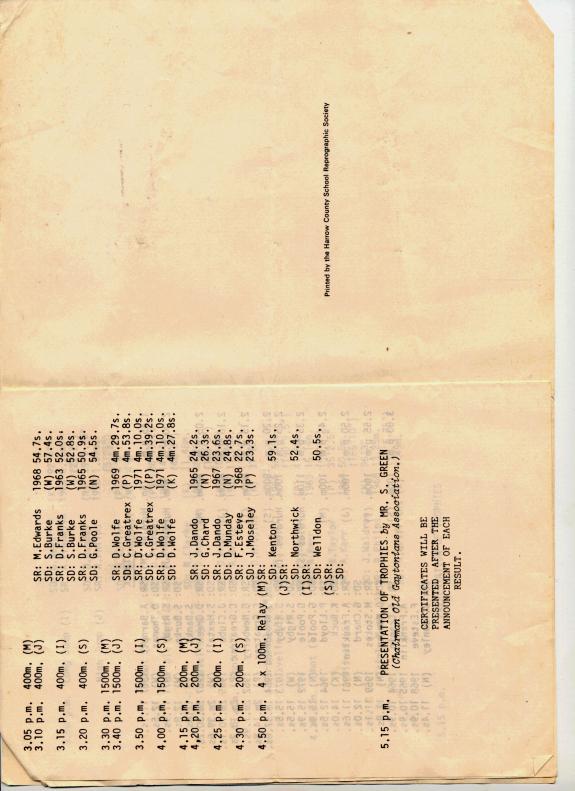 3.05 p.m. 400m. (M) SR: M.Edwards 1968 54.7s.
3.10 p.m. 400m. (J) SD: S.Burke (W) 57.4s.
3.15 p.m. 400m. (I) SR: D.Franks 1963 52.0s.
SD: S.Burke (W) 52.8s.
3.20 p.m. 400m. (S) SR: D.Franks 1965 50.9s.
SD: G.Poole (N) 54.5s.
3.30 p.m. 1500m. (M) SR: D.Wolfe 1969 4m.29.7s.
3.40 p.m. 1500m. (J) SD: C.Greatrex (P) 4m.53.8s.
3.50 p.m. 1500m. (I) SR: D.Wolfe 1971 4m.10.0s.
SD: C.Greatrex ((P) 4m.39.2s.
4.00 p.m. 1500m. (S) SR: D.Wolfe 1971 4m.10.0s.
SD: D.Wolfe (K) 4m.27.8s.
4.15 p.m. 200m. (M) SR: J.Dando 1965 24.2s.
4.20 p.m. 200m. (J) SD: G.Chard (N) 26.3s.
4.25 p.m. 200m. (I) SR: J.Dando 1967 23.6s.
SD: D.Munday (N) 24.8s.
4.30 p.m. 200m. (S) SR: F.Esteve 1968 22.7s.
SD: J.Moseley (P) 23.3s.
4.50 p.m. 4 x 100m. Relay (M)SR:
SD: Kenton 59.1s.
(J)SR:
SD: Northwick 52.4s.
(I)SR:
SD: Welldon 50.5s.
(S)SR:
SD:
5.15 p.m. PRESENTATION OF TROPHIES by MR. S. GREEN
(Chairman Old Gaytonians Association.)
CERTIFICATES WILL BE
PRESENTED AFTER THE
ANNOUNCEMENT OF EACH
RESULT.
Printed by the Harrow County School Reprographic Society